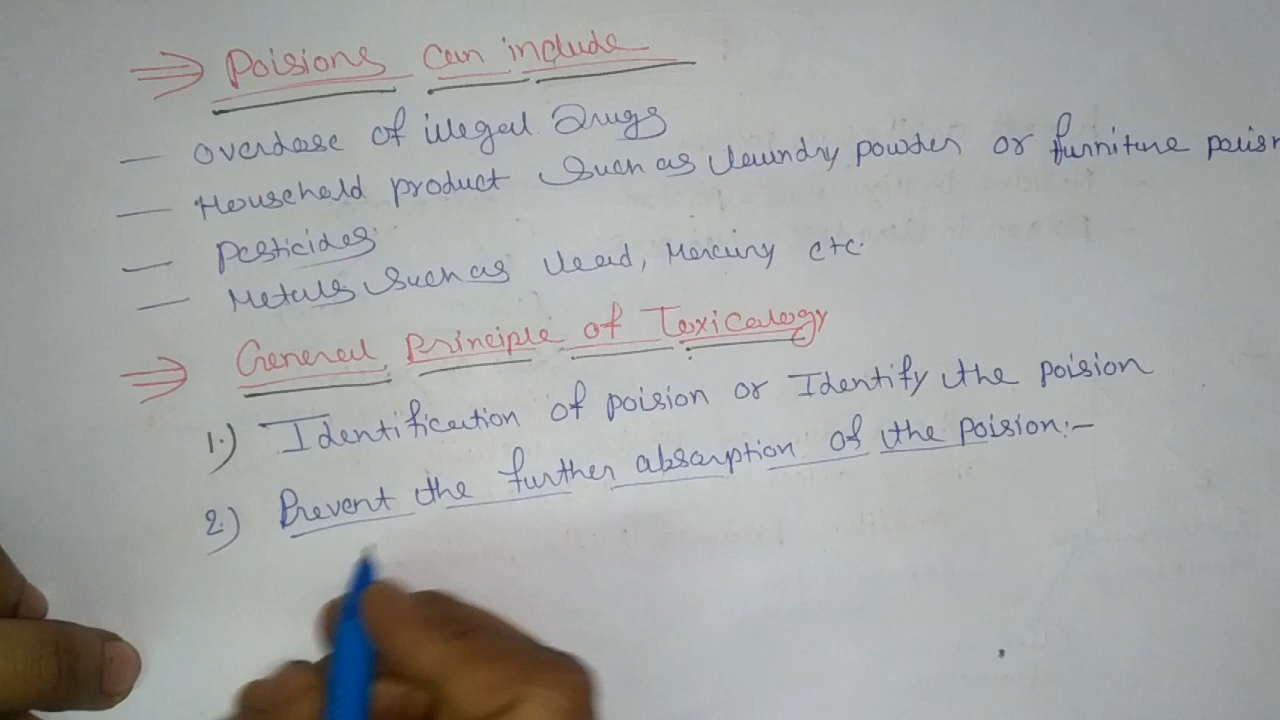 ⇒ Poisions can include
— overdose of illegal Drugs
— Household product Such as laundry powder or furniture
— Pesticides
— Metals Such as lead, Mercury etc.
⇒ General Principle of Toxicology
1.) Identification of poision or Identify the poision
2.) Prevent the further absorption of the poision:-